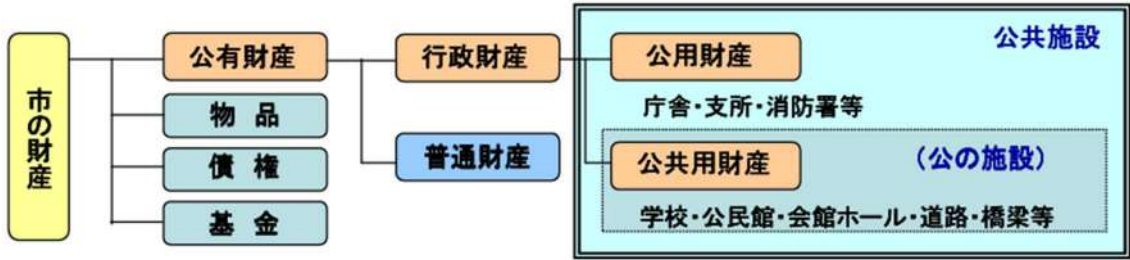 市の財産
公有財産
物品
債権
基金
行政財産
普通財産
公共施設
公用財産
庁舎・支所・消防署等
公共用財産
（公の施設）
学校・公民館・会館ホール・道路・橋梁等